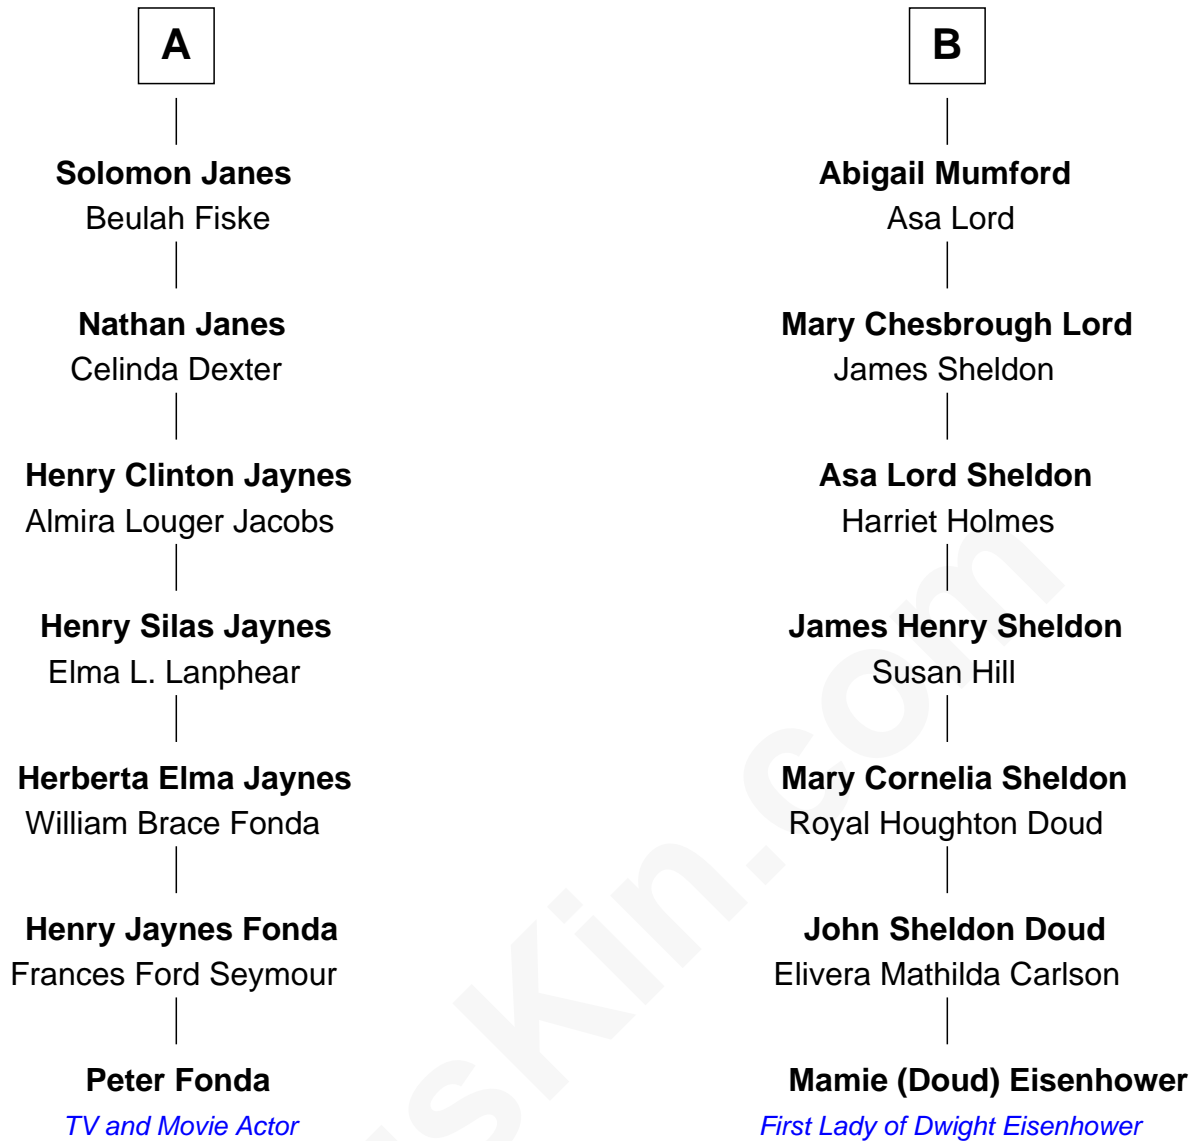 A
Solomon Janes
Beulah Fiske
Nathan Janes
Celinda Dexter
Henry Clinton Jaynes
Almira Louger Jacobs
Henry Silas Jaynes
Elma L. Lanphear
Herberta Elma Jaynes
William Brace Fonda
Henry Jaynes Fonda
Frances Ford Seymour
Peter Fonda
TV and Movie Actor
B
Abigail Mumford
Asa Lord
Mary Chesbrough Lord
James Sheldon
Asa Lord Sheldon
Harriet Holmes
James Henry Sheldon
Susan Hill
Mary Cornelia Sheldon
Royal Houghton Doud
John Sheldon Doud
Elivera Mathilda Carlson
Mamie (Doud) Eisenhower
First Lady of Dwight Eisenhower